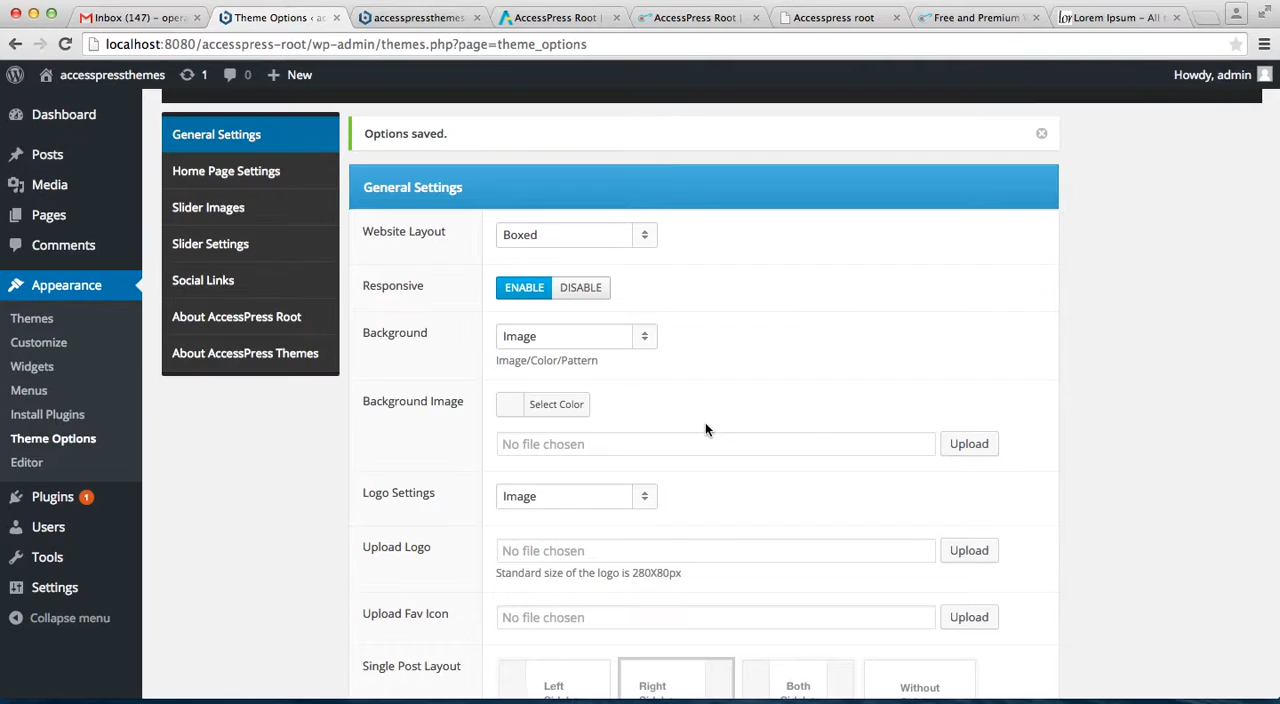 Inbox (147) – oper
Theme Options ‹ a
accesspressthemes
AccessPress Root |
AccessPress Root |
Accesspress root
Free and Premium
Lorem Ipsum – All
localhost:8080/accesspress-root/wp-admin/themes.php?page=theme_options
accesspressthemes 1 0 New Howdy, admin
Dashboard
Posts
Media
Pages
Comments
Appearance
Themes
Customize
Widgets
Menus
Install Plugins
Theme Options
Editor
Plugins 1
Users
Tools
Settings
Collapse menu
General Settings
Home Page Settings
Slider Images
Slider Settings
Social Links
About AccessPress Root
About AccessPress Themes
Options saved.
General Settings
Website Layout Boxed
Responsive ENABLE DISABLE
Background Image
Image/Color/Pattern
Background Image Select Color
No file chosen Upload
Logo Settings Image
Upload Logo No file chosen Upload
Standard size of the logo is 280X80px
Upload Fav Icon No file chosen Upload
Single Post Layout
Left Right Both Without